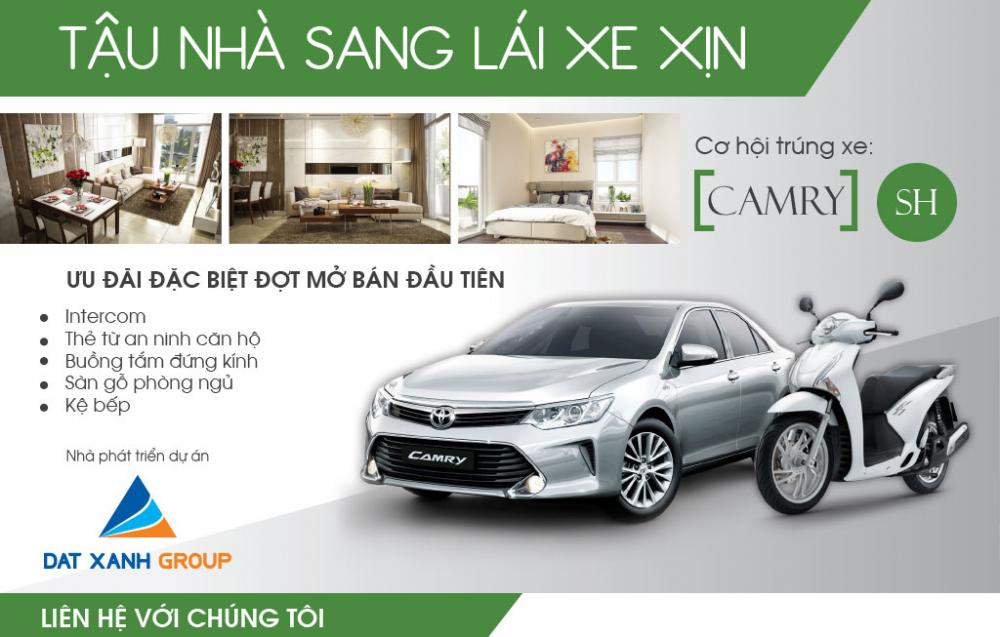 TẬU NHÀ SANG LÁI XE XỊN
Cơ hội trúng xe:
[CAMRY] SH
ƯU ĐÃI ĐẶC BIỆT ĐỢT MỞ BÁN ĐẦU TIÊN
• Intercom
• Thẻ từ an ninh căn hộ
• Buồng tắm đứng kính
• Sàn gỗ phòng ngủ
• Kệ bếp
CAMRY
Nhà phát triển dự án
DAT XANH GROUP
LIÊN HỆ VỚI CHÚNG TÔI